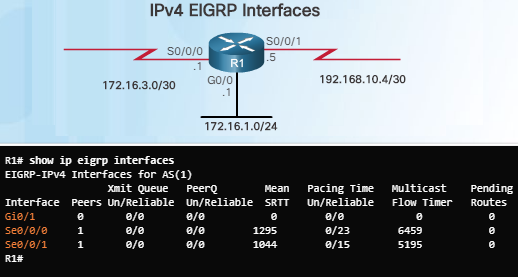 IPv4 EIGRP Interfaces
S0/0/0
S0/0/1
.1
R1
.5
172.16.3.0/30
G0/0
192.168.10.4/30
.1
172.16.1.0/24
R1# show ip eigrp interfaces
EIGRP-IPv4 Interfaces for AS(1)
Xmit Queue PeerQ Mean Pacing Time Multicast Pending
Interface Peers Un/Reliable Un/Reliable SRTT Un/Reliable Flow Timer Routes
Gi0/1 0 0/0 0/0 0 0/0 0 0
Se0/0/0 1 0/0 0/0 1295 0/23 6459 0
Se0/0/1 1 0/0 0/0 1044 0/15 5195 0
R1#